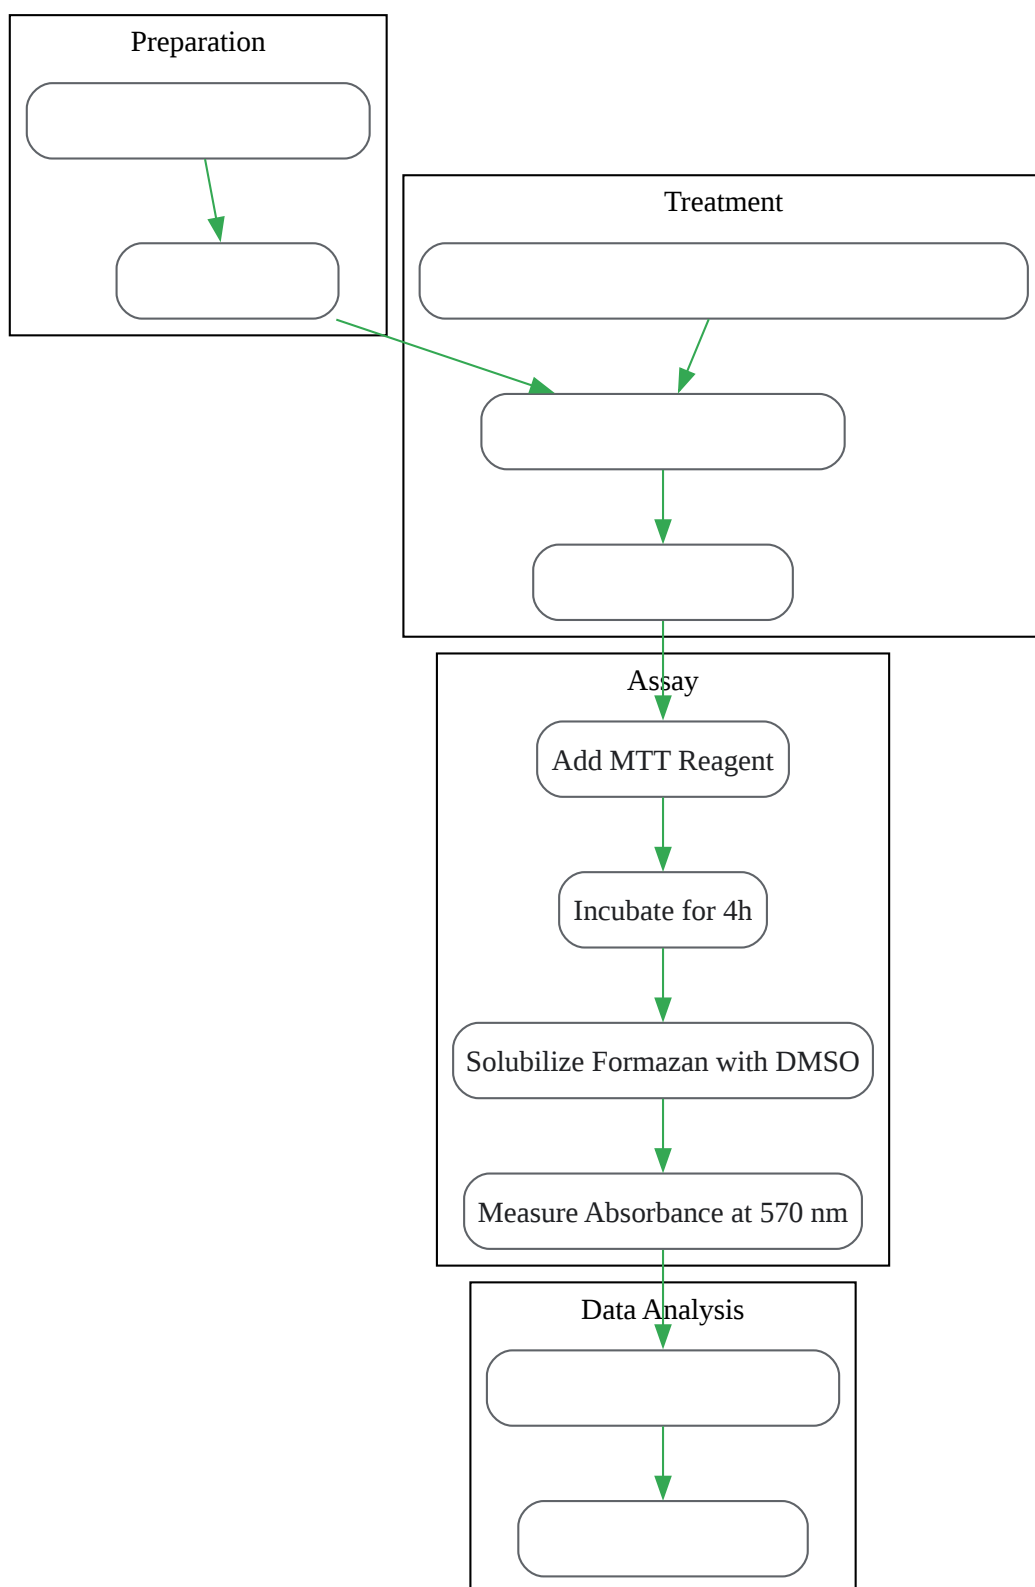 Preparation
Treatment
Assay
Add MTT Reagent
Incubate for 4h
Solubilize Formazan with DMSO
Measure Absorbance at 570 nm
Data Analysis